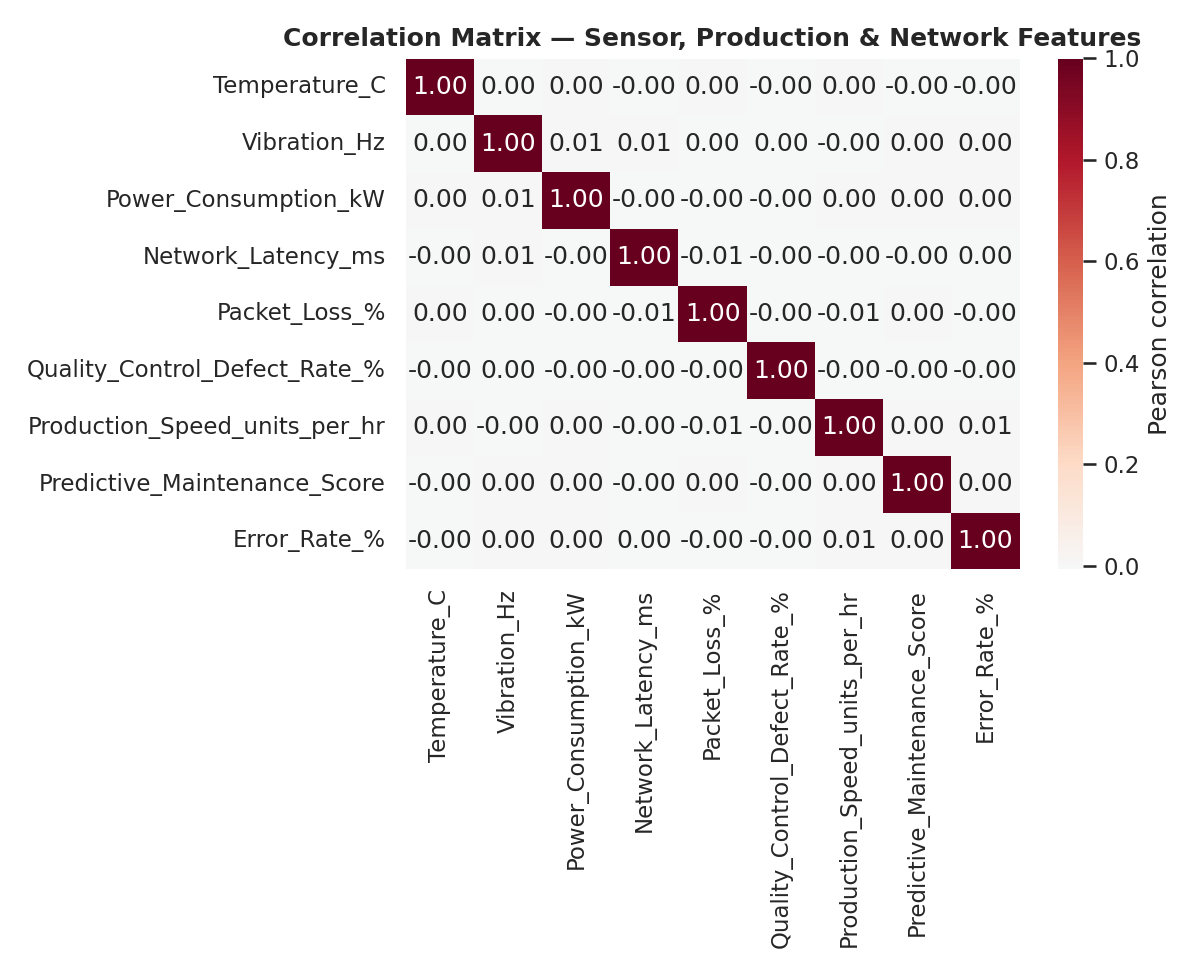 Correlation Matrix — Sensor, Production & Network Features
Temperature_C 1.00 0.00 0.00 -0.00 0.00 -0.00 0.00 -0.00 -0.00
Vibration_Hz 0.00 1.00 0.01 0.01 0.00 0.00 -0.00 0.00 0.00
Power_Consumption_kW 0.00 0.01 1.00 -0.00 -0.00 -0.00 0.00 0.00 0.00
Network_Latency_ms -0.00 0.01 -0.00 1.00 -0.01 -0.00 -0.00 -0.00 0.00
Packet_Loss_% 0.00 0.00 -0.00 -0.01 1.00 -0.00 -0.01 0.00 -0.00
Quality_Control_Defect_Rate_% -0.00 0.00 -0.00 -0.00 -0.00 1.00 -0.00 -0.00 -0.00
Production_Speed_units_per_hr 0.00 -0.00 0.00 -0.00 -0.01 -0.00 1.00 0.00 0.01
Predictive_Maintenance_Score -0.00 0.00 0.00 -0.00 0.00 -0.00 0.00 1.00 0.00
Error_Rate_% -0.00 0.00 0.00 0.00 -0.00 -0.00 0.01 0.00 1.00
Temperature_C
Vibration_Hz
Power_Consumption_kW
Network_Latency_ms
Packet_Loss_%
Quality_Control_Defect_Rate_%
Production_Speed_units_per_hr
Predictive_Maintenance_Score
Error_Rate_%
1.0
0.8
0.6
0.4
0.2
0.0
Pearson correlation